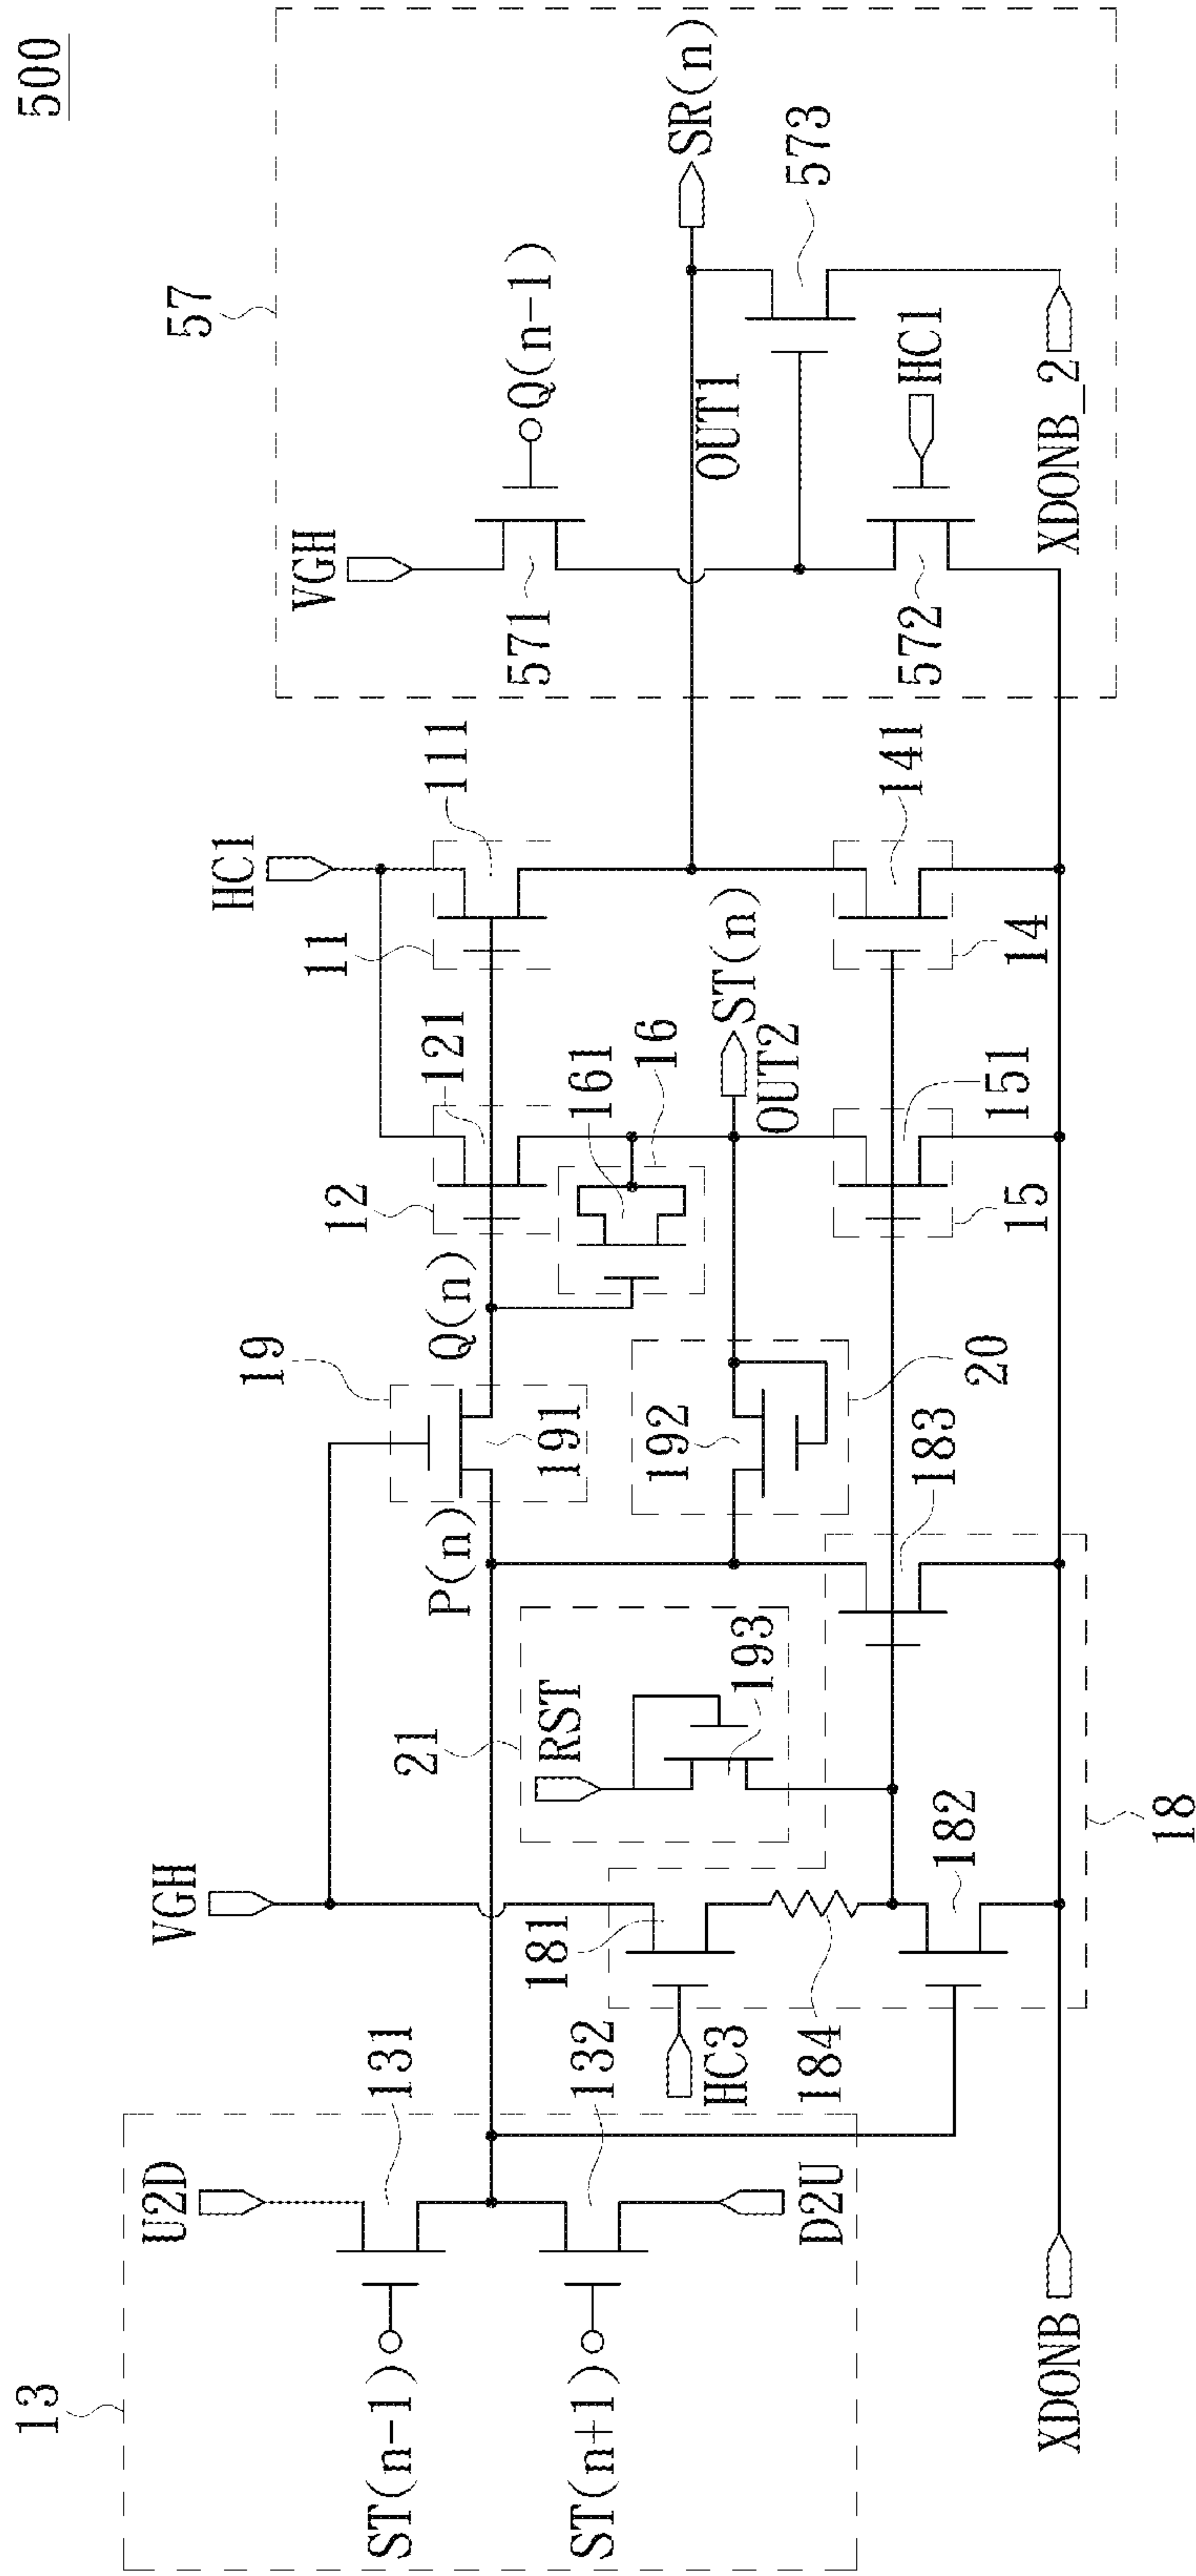 500
57
VGH
571
Q(n-1)
SR(n)
OUT1
573
572
HC1
XDONB_2
HC1
11
111
12
121
16
161
ST(n)
OUT2
14
141
15
151
19
Q(n)
191
P(n)
192
20
183
21
RST
193
VGH
181
HC3
184
182
18
13
U2D
131
132
D2U
ST(n-1)
ST(n+1)
XDONB